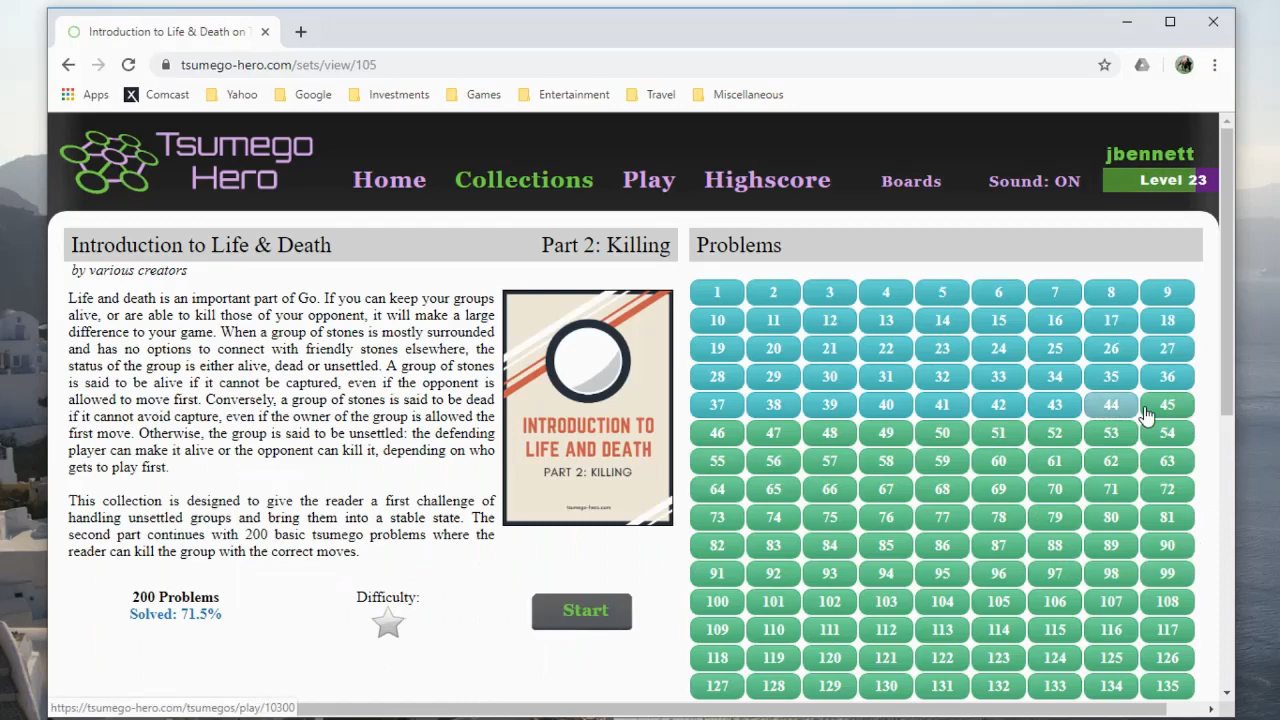 Introduction to Life & Death on T
tsumego-hero.com/sets/view/105
Apps Comcast Yahoo Google Investments Games Entertainment Travel Miscellaneous
Tsumego
Hero
Home Collections Play Highscore Boards Sound: ON
jbennett
Level 23
Introduction to Life & Death Part 2: Killing
by various creators
Life and death is an important part of Go. If you can keep your groups
alive, or are able to kill those of your opponent, it will make a large
difference to your game. When a group of stones is mostly surrounded
and has no options to connect with friendly stones elsewhere, the
status of the group is either alive, dead or unsettled. A group of stones
is said to be alive if it cannot be captured, even if the opponent is
allowed to move first. Conversely, a group of stones is said to be dead
if it cannot avoid capture, even if the owner of the group is allowed the
first move. Otherwise, the group is said to be unsettled: the defending
player can make it alive or the opponent can kill it, depending on who
gets to play first.
This collection is designed to give the reader a first challenge of
handling unsettled groups and bring them into a stable state. The
second part continues with 200 basic tsumego problems where the
reader can kill the group with the correct moves.
INTRODUCTION TO
LIFE AND DEATH
PART 2: KILLING
tsumego-hero.com
200 Problems
Solved: 71.5%
Difficulty:
Start
Problems
1 2 3 4 5 6 7 8 9
10 11 12 13 14 15 16 17 18
19 20 21 22 23 24 25 26 27
28 29 30 31 32 33 34 35 36
37 38 39 40 41 42 43 44 45
46 47 48 49 50 51 52 53 54
55 56 57 58 59 60 61 62 63
64 65 66 67 68 69 70 71 72
73 74 75 76 77 78 79 80 81
82 83 84 85 86 87 88 89 90
91 92 93 94 95 96 97 98 99
100 101 102 103 104 105 106 107 108
109 110 111 112 113 114 115 116 117
118 119 120 121 122 123 124 125 126
127 128 129 130 131 132 133 134 135
https://tsumego-hero.com/tsumegos/play/10300